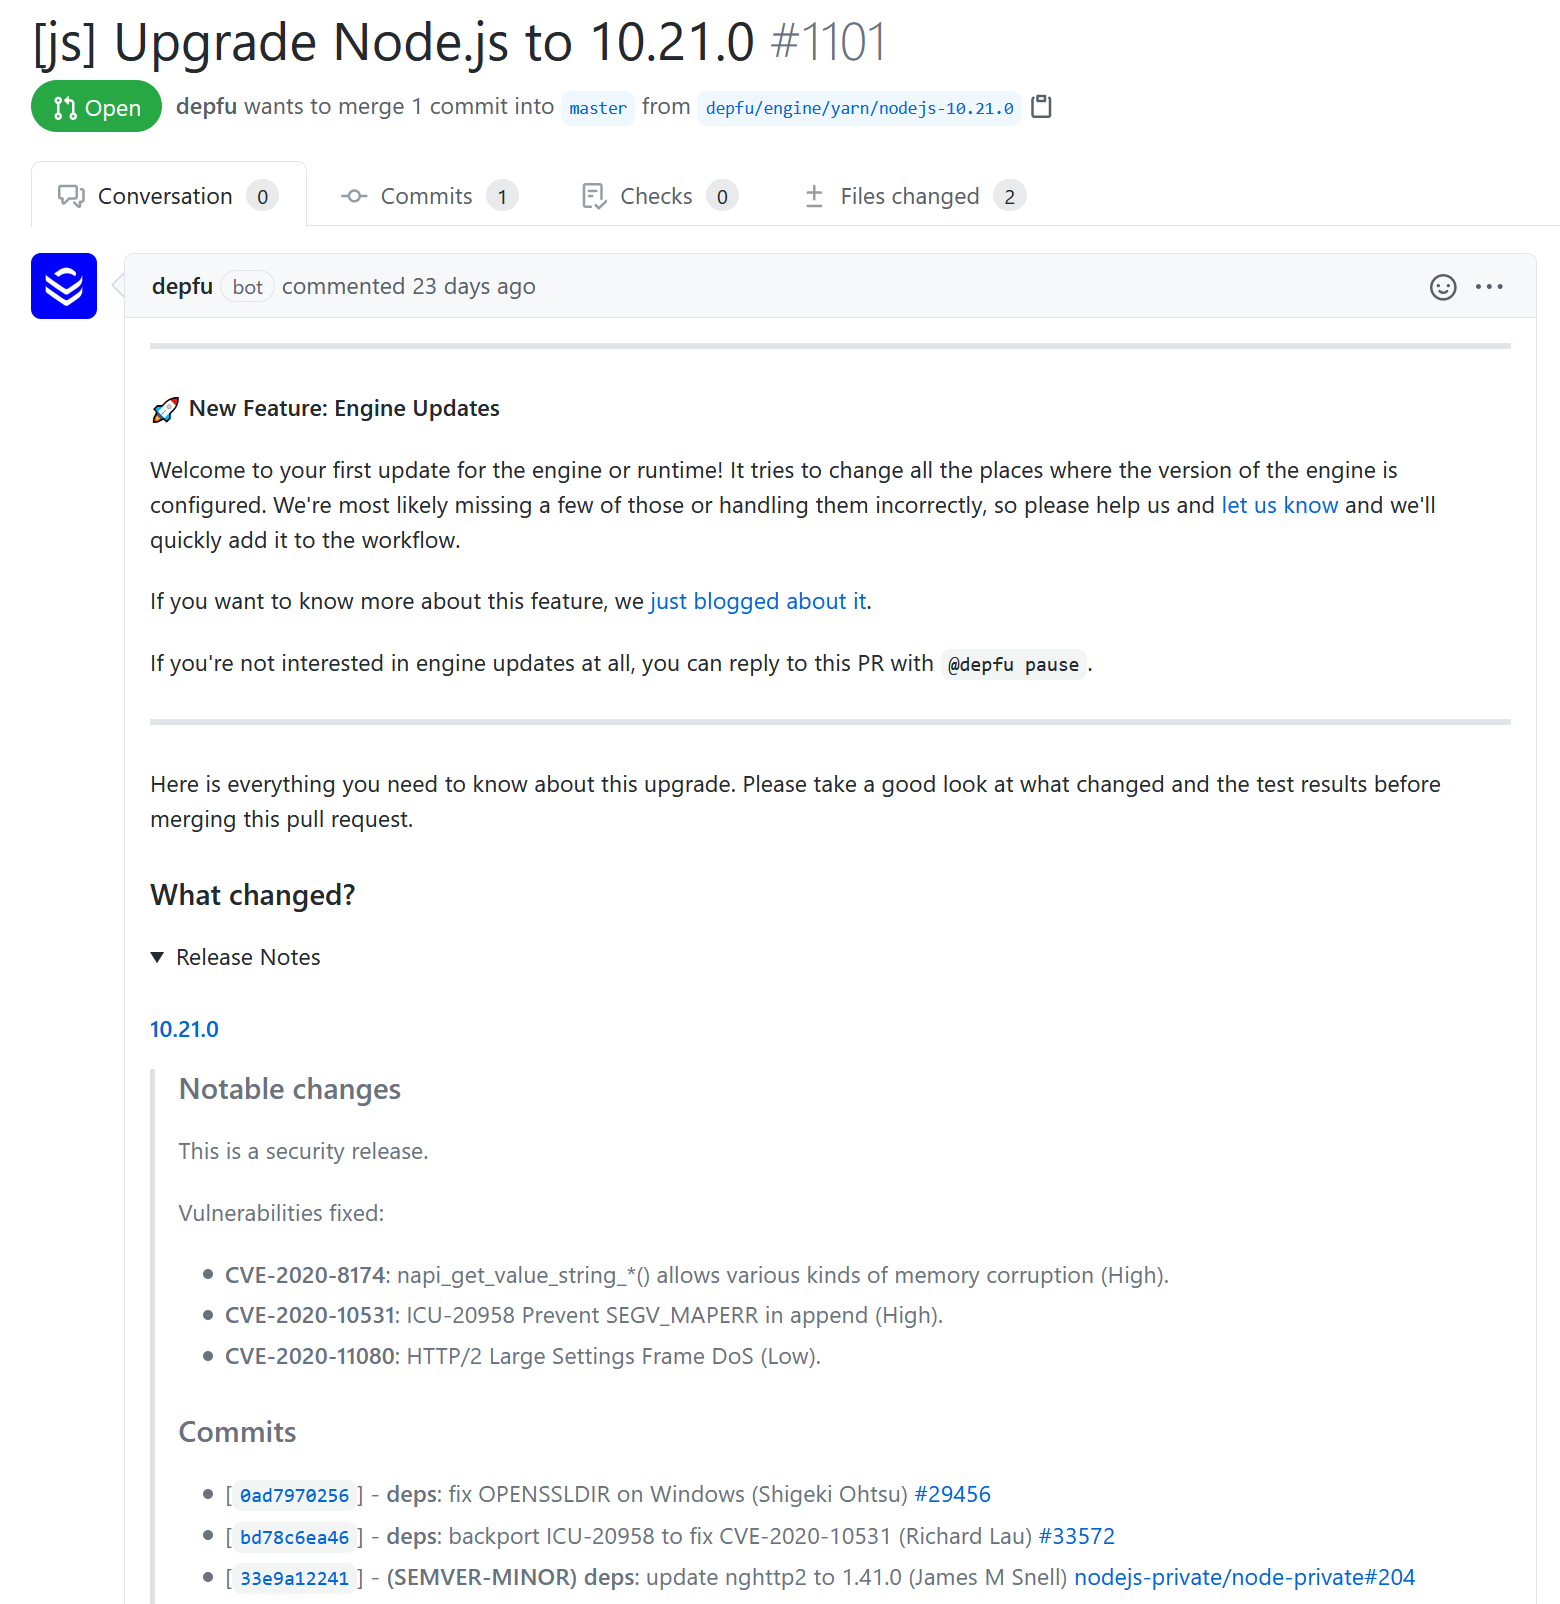 [js] Upgrade Node.js to 10.21.0 #1101
Open depfu wants to merge 1 commit into master from depfu/engine/yarn/nodejs-10.21.0
Conversation 0 Commits 1 Checks 0 Files changed 2
depfu bot commented 23 days ago
🚀 New Feature: Engine Updates
Welcome to your first update for the engine or runtime! It tries to change all the places where the version of the engine is
configured. We're most likely missing a few of those or handling them incorrectly, so please help us and let us know and we'll
quickly add it to the workflow.
If you want to know more about this feature, we just blogged about it.
If you're not interested in engine updates at all, you can reply to this PR with @depfu pause.
Here is everything you need to know about this upgrade. Please take a good look at what changed and the test results before
merging this pull request.
What changed?
▼ Release Notes
10.21.0
Notable changes
This is a security release.
Vulnerabilities fixed:
• CVE-2020-8174: napi_get_value_string_*() allows various kinds of memory corruption (High).
• CVE-2020-10531: ICU-20958 Prevent SEGV_MAPERR in append (High).
• CVE-2020-11080: HTTP/2 Large Settings Frame DoS (Low).
Commits
• [0ad7970256] - deps: fix OPENSSLDIR on Windows (Shigeki Ohtsu) #29456
• [bd78c6ea46] - deps: backport ICU-20958 to fix CVE-2020-10531 (Richard Lau) #33572
• [33e9a12241] - (SEMVER-MINOR) deps: update nghttp2 to 1.41.0 (James M Snell) nodejs-private/node-private#204